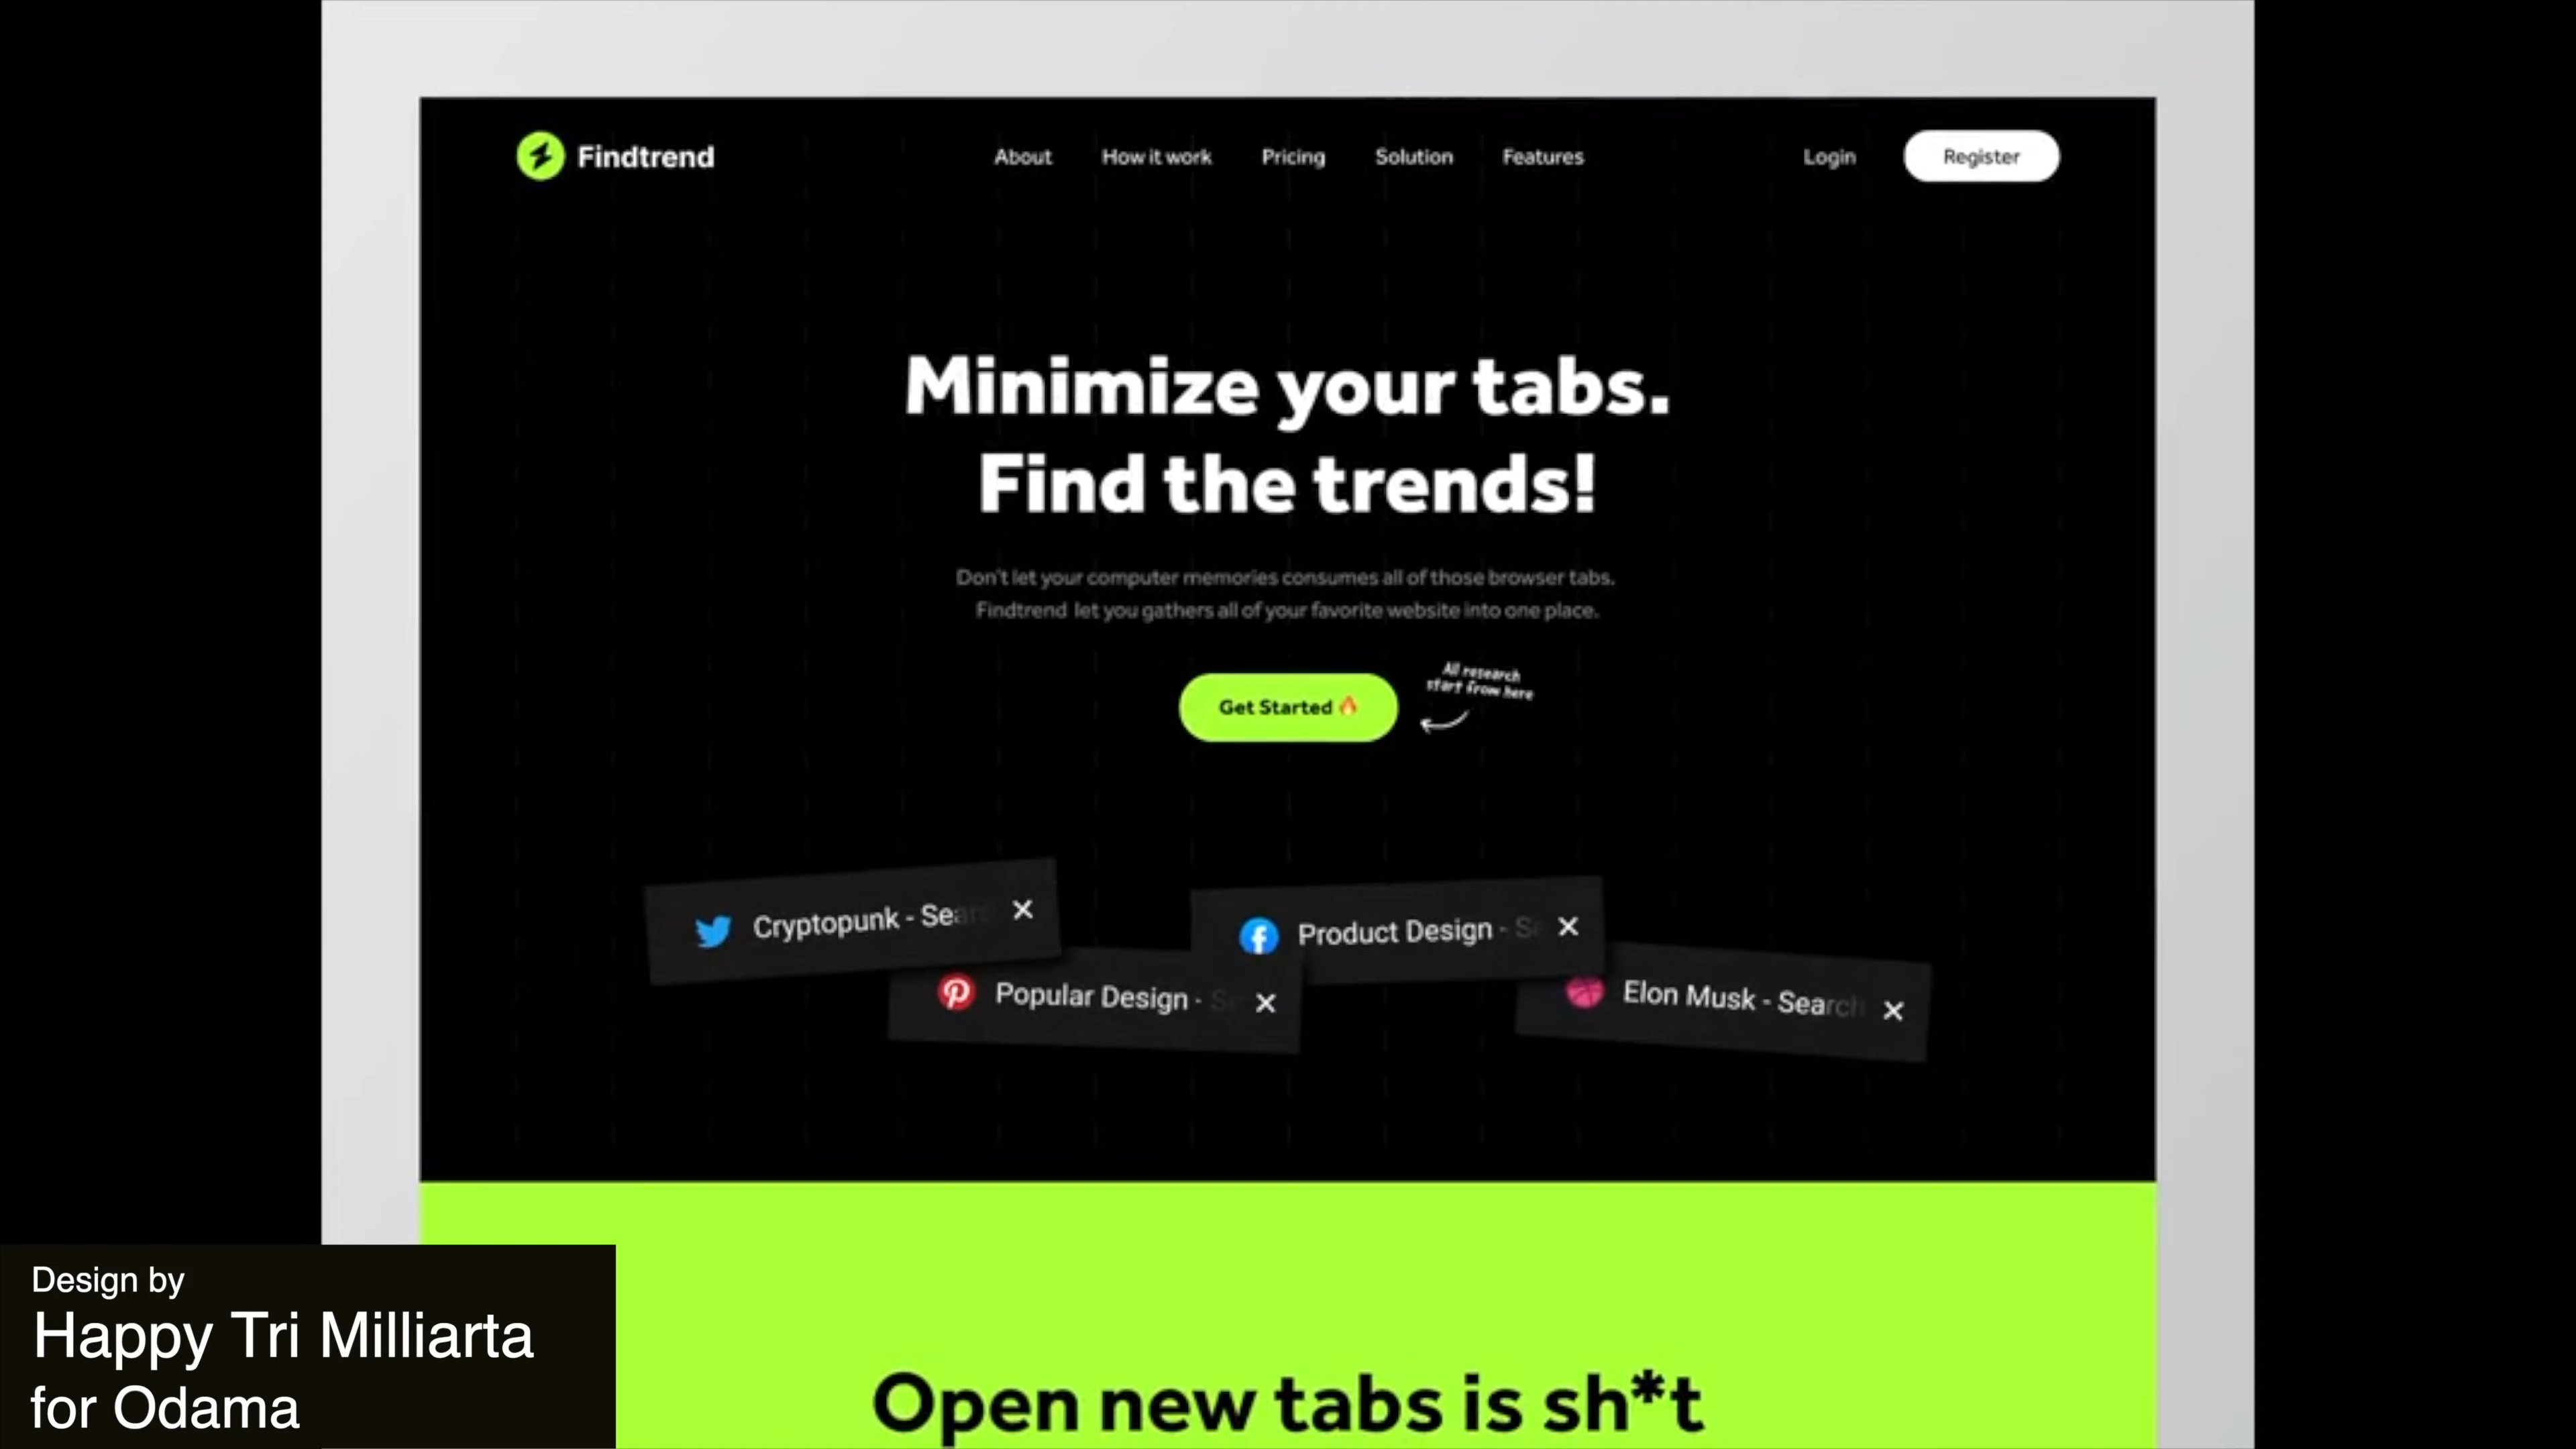 Findtrend
About How it work Pricing Solution Features
Login Register
Minimize your tabs.
Find the trends!
Don't let your computer memories consumes all of those browser tabs.
Findtrend let you gathers all of your favorite website into one place.
All research
start from here
Get Started 🔥
Cryptopunk - Sear
Product Design - Se
Popular Design - Se
Elon Musk - Search
Open new tabs is sh*t
Design by
Happy Tri Milliarta
for Odama